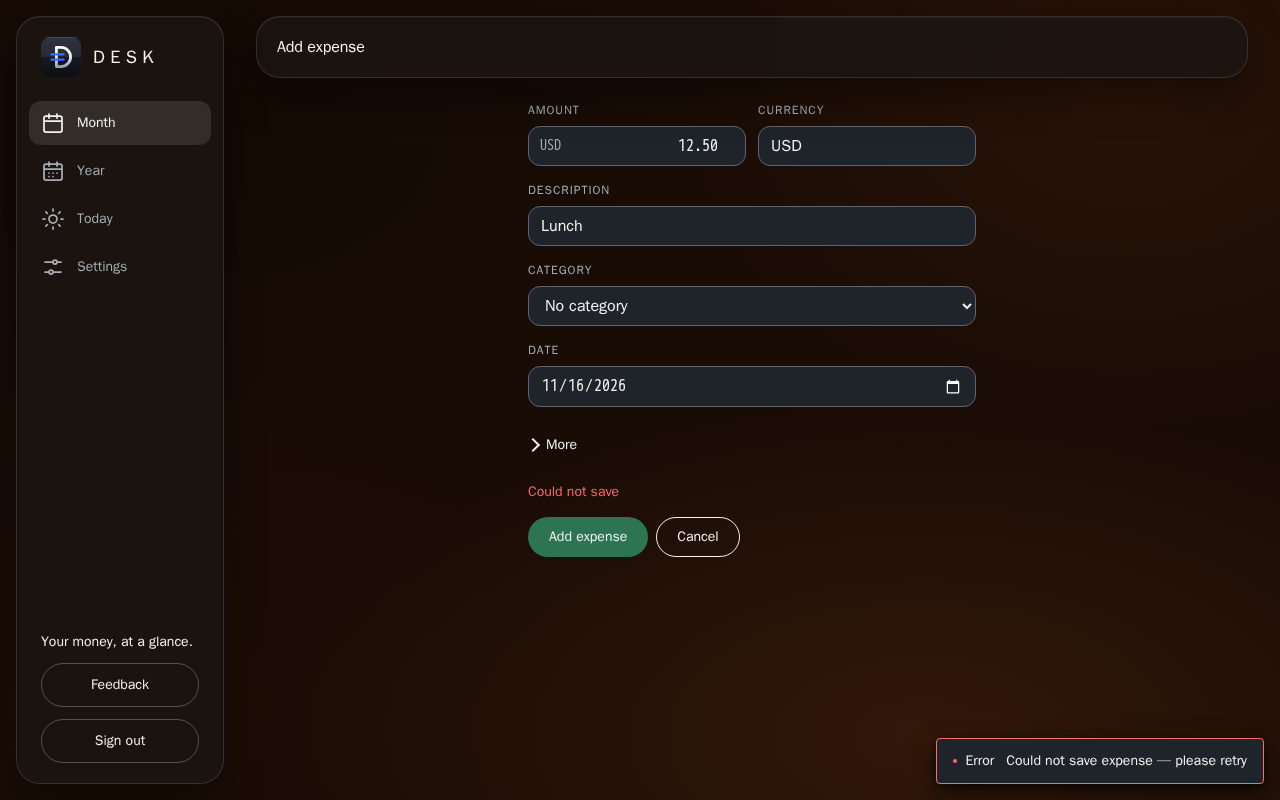 DESK
Month
Year
Today
Settings
Your money, at a glance.
Feedback
Sign out
Add expense
AMOUNT
CURRENCY
USD 12.50
USD
DESCRIPTION
Lunch
CATEGORY
No category
DATE
11/16/2026
More
Could not save
Add expense
Cancel
Error Could not save expense — please retry